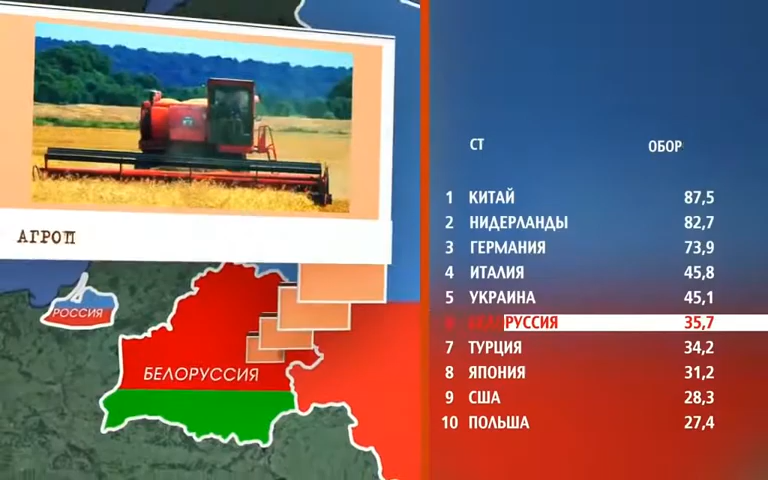 АГРОП
РОССИЯ
БЕЛОРУССИЯ
СТ ОБОР
1 КИТАЙ 87,5
2 НИДЕРЛАНДЫ 82,7
3 ГЕРМАНИЯ 73,9
4 ИТАЛИЯ 45,8
5 УКРАИНА 45,1
6 БЕЛОРУССИЯ 35,7
7 ТУРЦИЯ 34,2
8 ЯПОНИЯ 31,2
9 США 28,3
10 ПОЛЬША 27,4